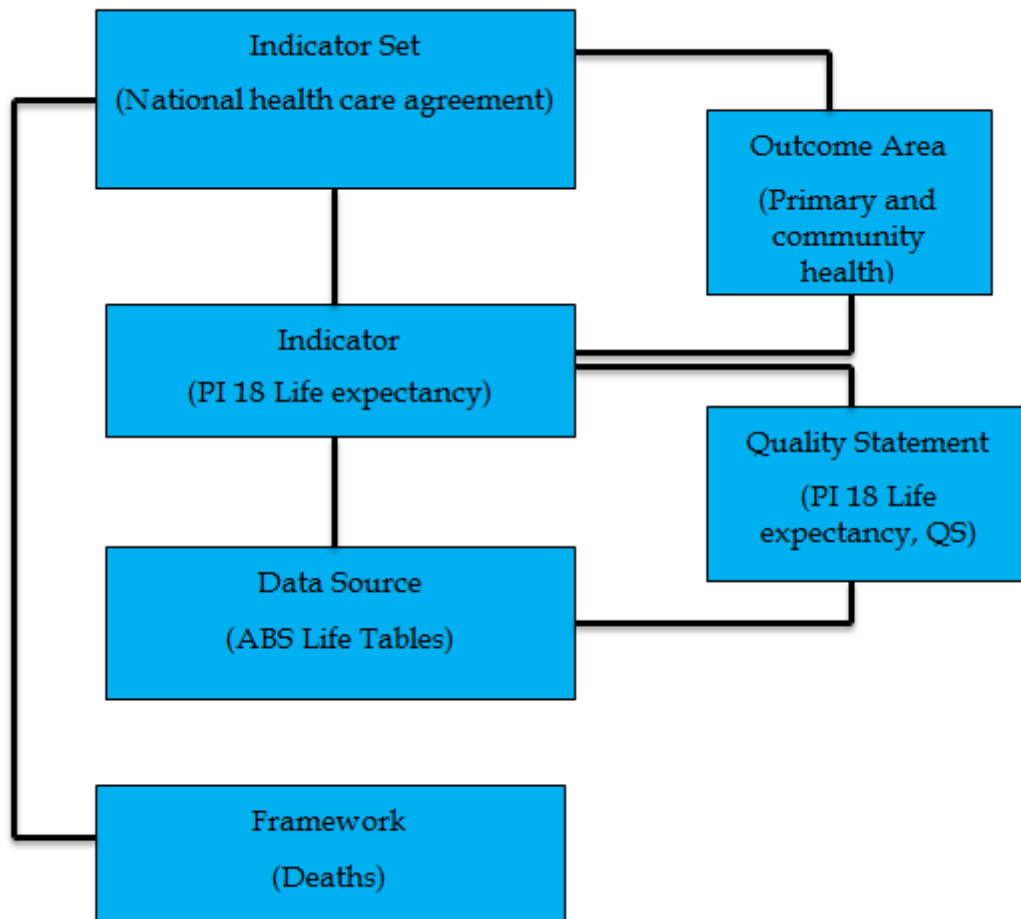 Indicator Set
(National health care agreement)
Outcome Area
(Primary and
community
health)
Indicator
(PI 18 Life expectancy)
Quality Statement
(PI 18 Life
expectancy, QS)
Data Source
(ABS Life Tables)
Framework
(Deaths)